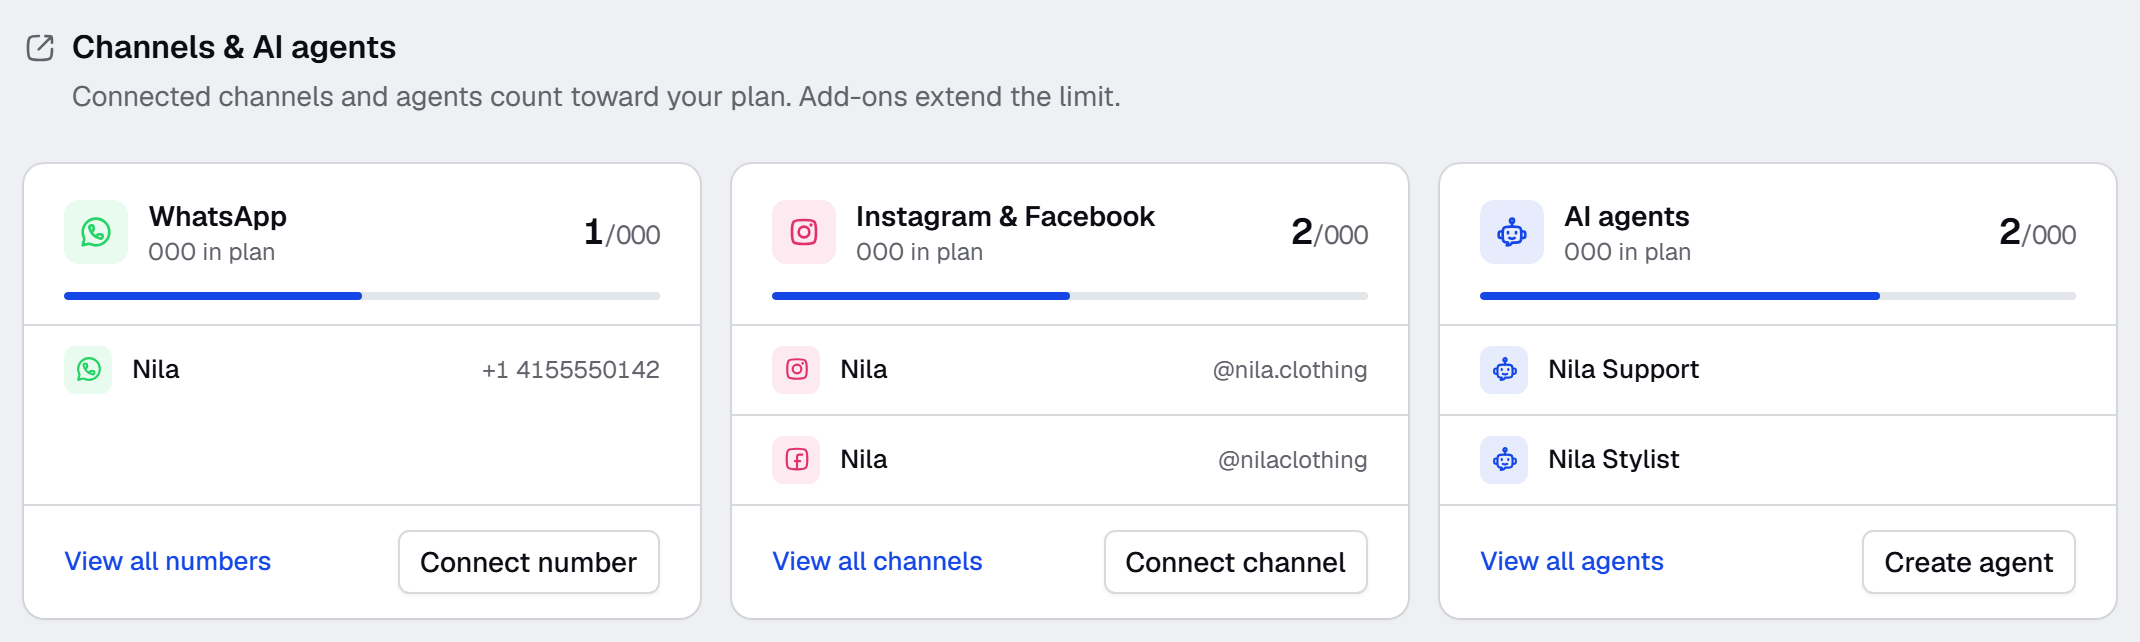 Channels & AI agents
Connected channels and agents count toward your plan. Add-ons extend the limit.
WhatsApp
000 in plan
1/000
Nila
+1 4155550142
View all numbers
Connect number
Instagram & Facebook
000 in plan
2/000
Nila
@nila.clothing
Nila
@nilaclothing
View all channels
Connect channel
AI agents
000 in plan
2/000
Nila Support
Nila Stylist
View all agents
Create agent